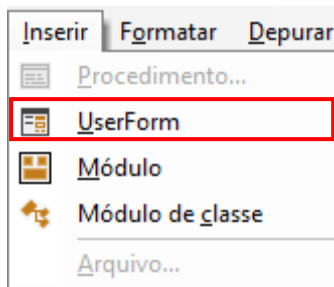 Inserir Formatar Depurar
Procedimento...
UserForm
Módulo
Módulo de classe
Arquivo...